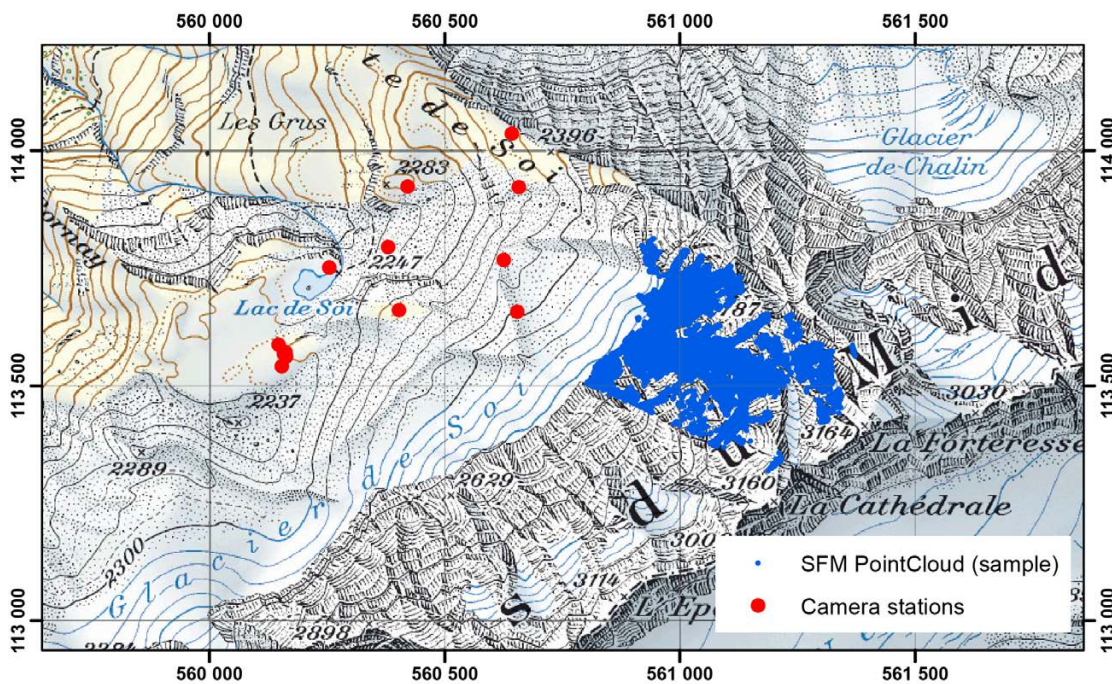 560 000 560 500 561 000 561 500
te de Soi
2396
Les Grus
114 000
114 000
Glacier
de Chalin
2283
2247
Lac de Soi
187
M i d
113 500
113 500
2237
3030
Glacier de Soi
3164
La Forteresse
2289
2629
3160
La Cathédrale
d u
2300
300
SFM PointCloud (sample)
3114
Camera stations
s
L'Ep
113 000
113 000
2898
560 000 560 500 561 000 561 500